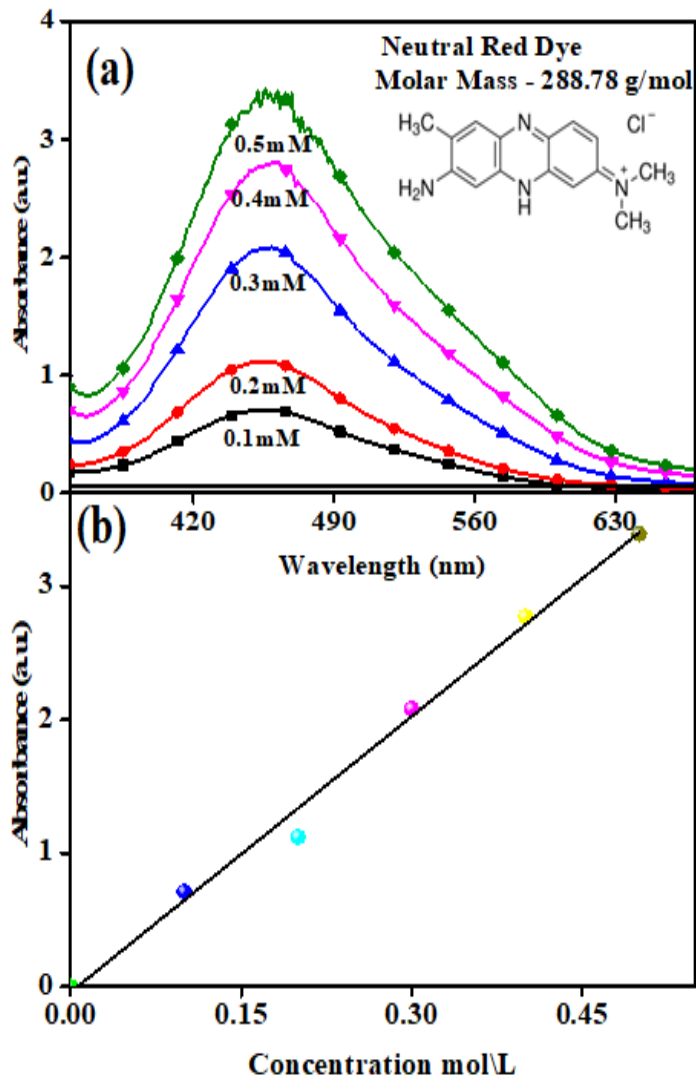 4
(a)
Neutral Red Dye
Molar Mass - 288.78 g/mol
H₃C
N
Cl⁻
H₂N
N
H
N⁺
CH₃
CH₃
3
0.5mM
0.4mM
2
0.3mM
1
0.2mM
0.1mM
0
Absorbance (a.u.)
420
490
560
630
Wavelength (nm)
(b)
3
2
1
0
Absorbance (a.u.)
0.00
0.15
0.30
0.45
Concentration mol\L